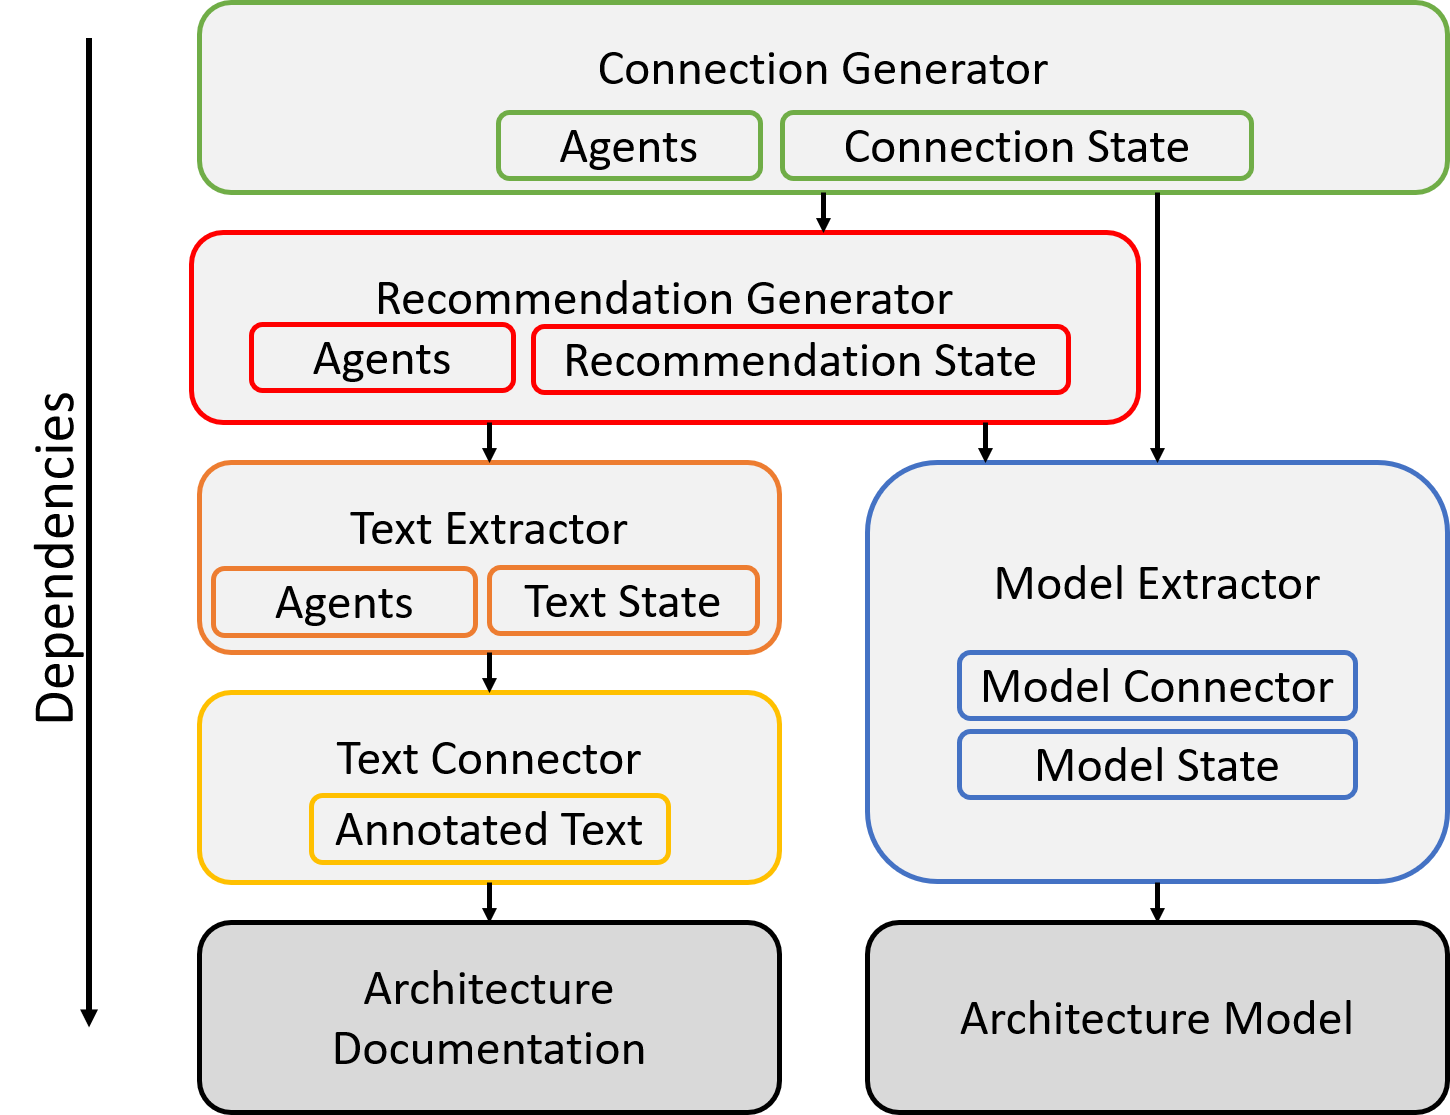 Dependencies
Connection Generator
Agents
Connection State
Recommendation Generator
Agents
Recommendation State
Text Extractor
Agents
Text State
Model Extractor
Model Connector
Model State
Text Connector
Annotated Text
Architecture
Documentation
Architecture Model